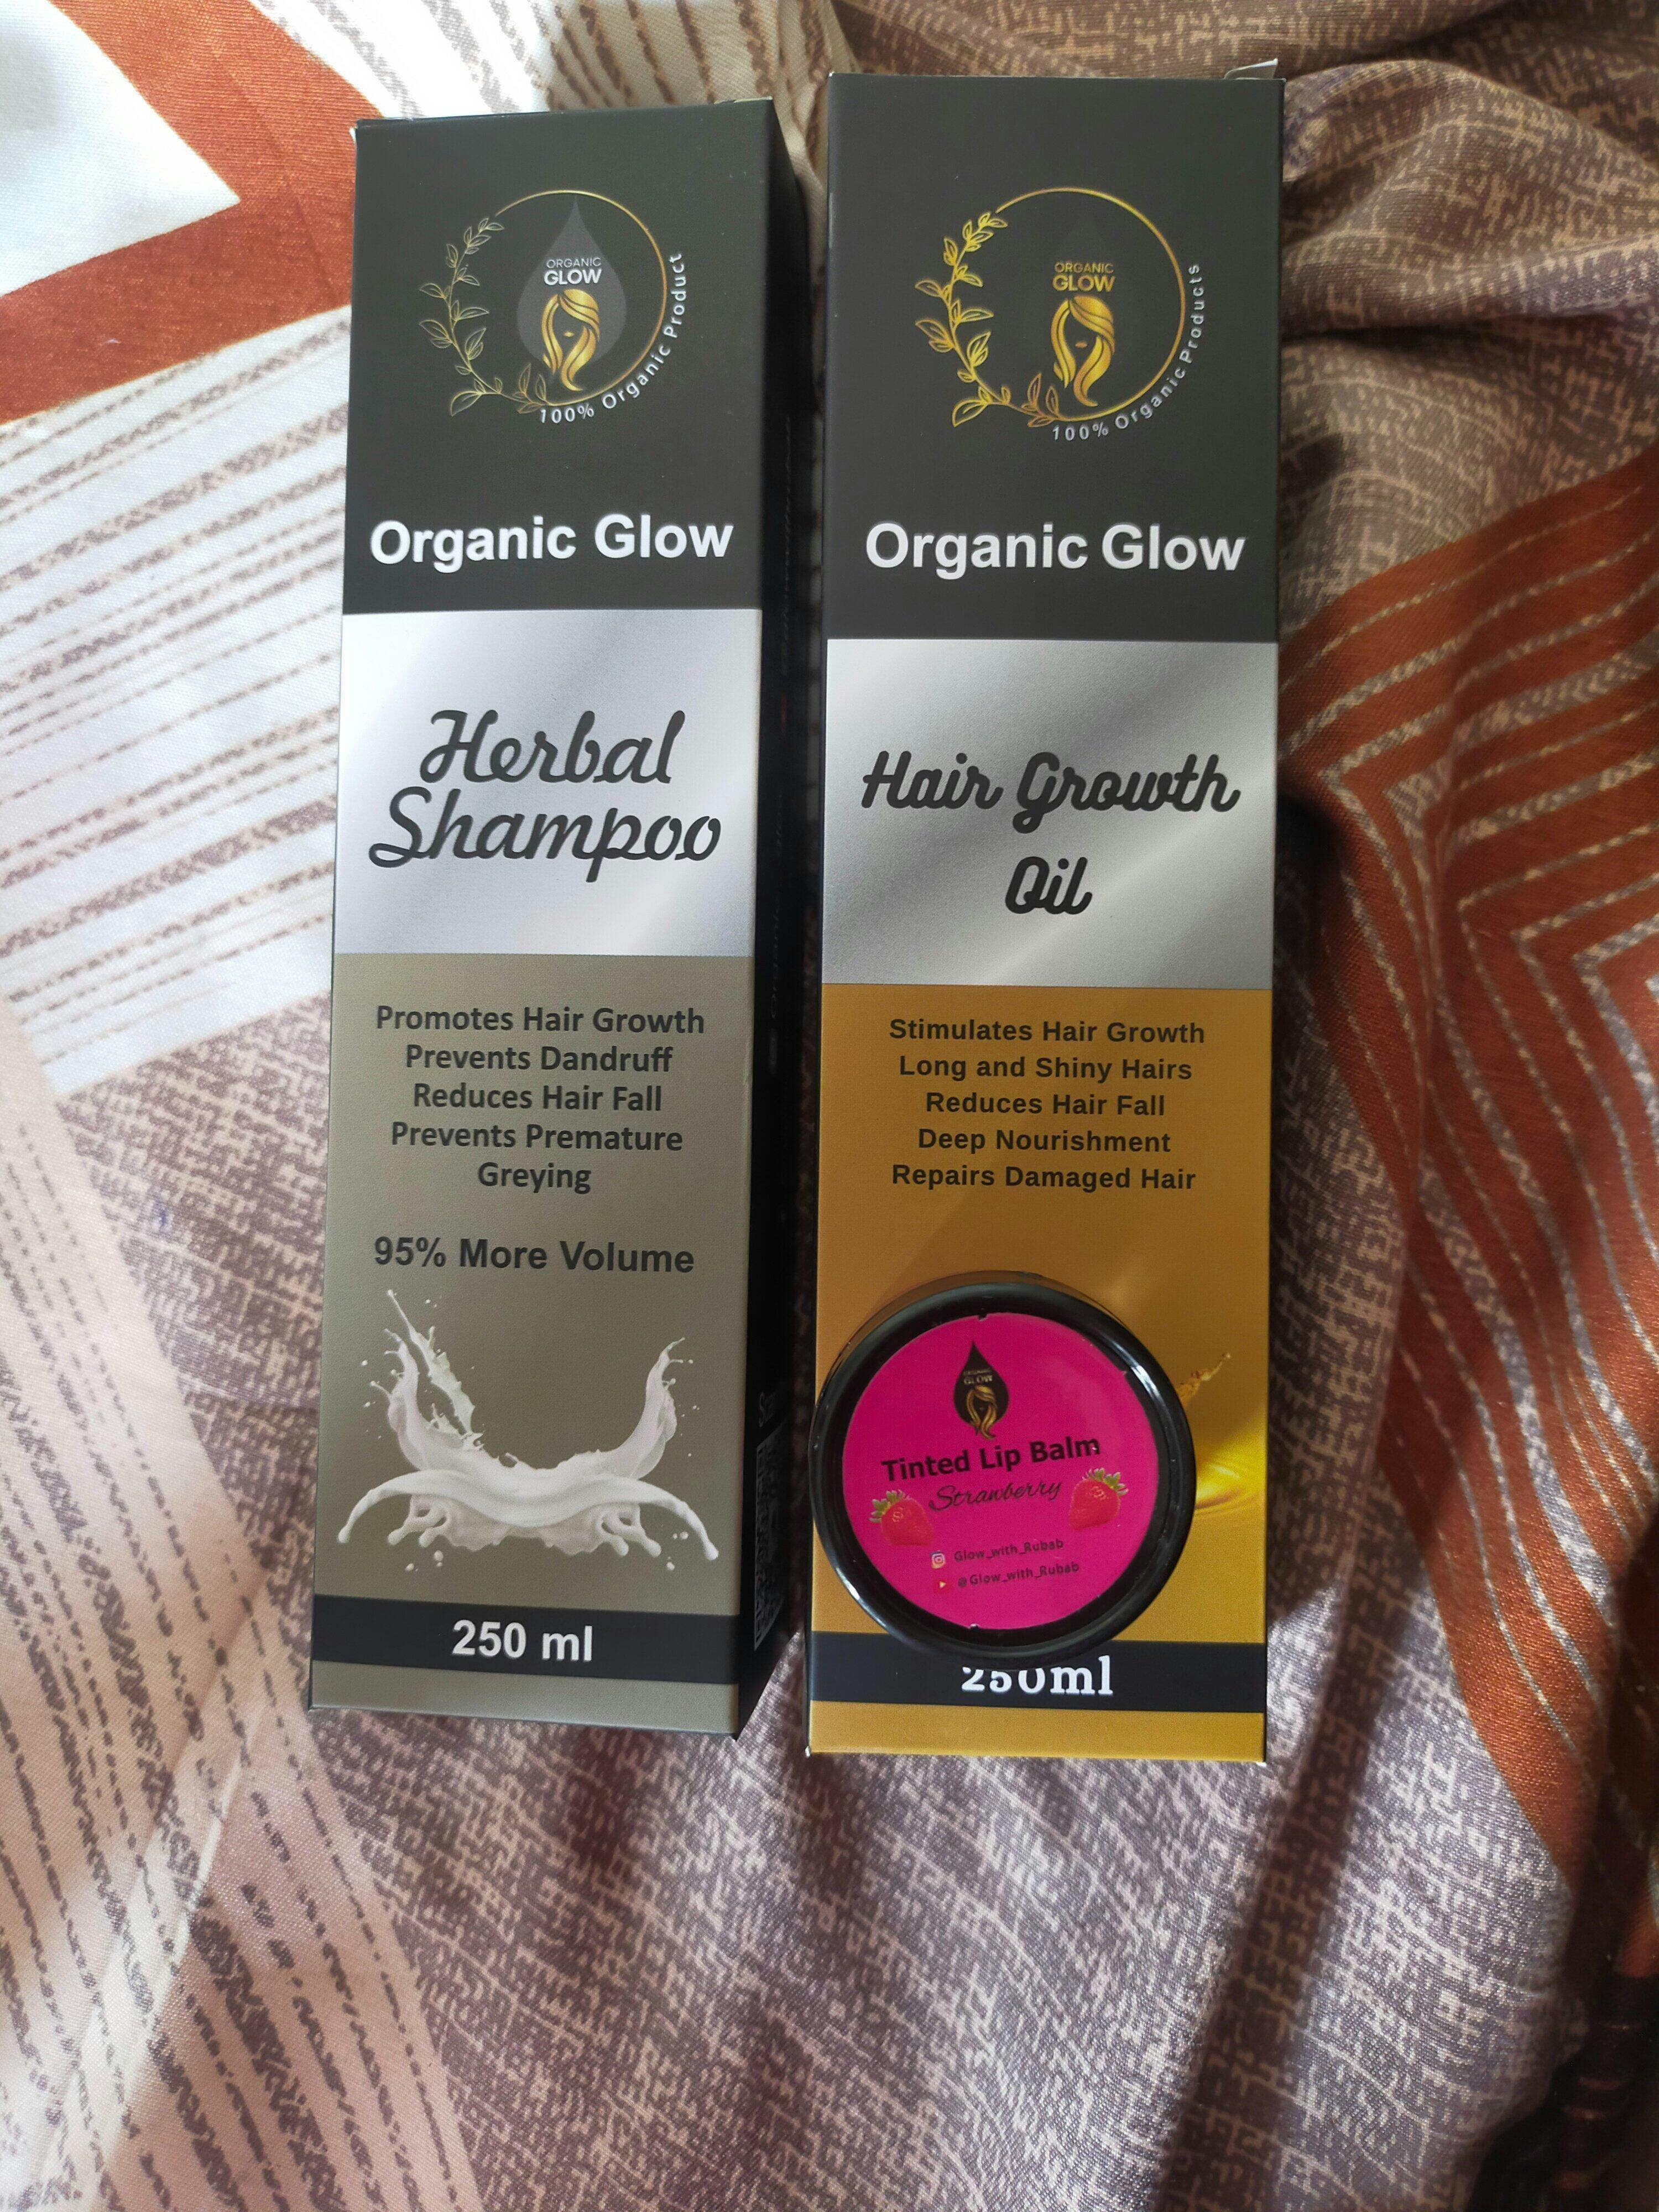 ORGANIC
GLOW
100% Organic Product
Organic Glow
Herbal
Shampoo
Promotes Hair Growth
Prevents Dandruff
Reduces Hair Fall
Prevents Premature
Greying
95% More Volume
250 ml
ORGANIC
GLOW
100% Organic Products
Organic Glow
Hair Growth
Oil
Stimulates Hair Growth
Long and Shiny Hairs
Reduces Hair Fall
Deep Nourishment
Repairs Damaged Hair
ORGANIC
GLOW
Tinted Lip Balm
Strawberry
Glow_with_Rubab
@Glow_with_Rubab
250ml